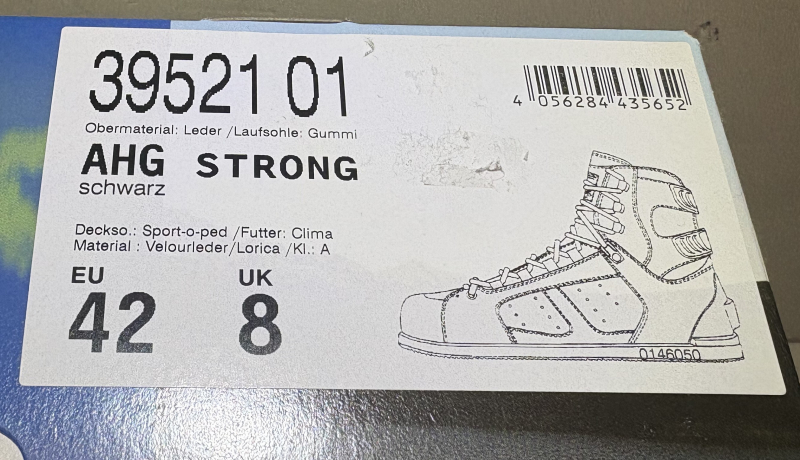 39521 01
4 056284 435652
Obermaterial: Leder /Laufsohle: Gummi
AHG STRONG
schwarz
Deckso.: Sport-o-ped /Futter: Clima
Material : Velourleder/Lorica /Kl.: A
EU UK
42 8
0146050